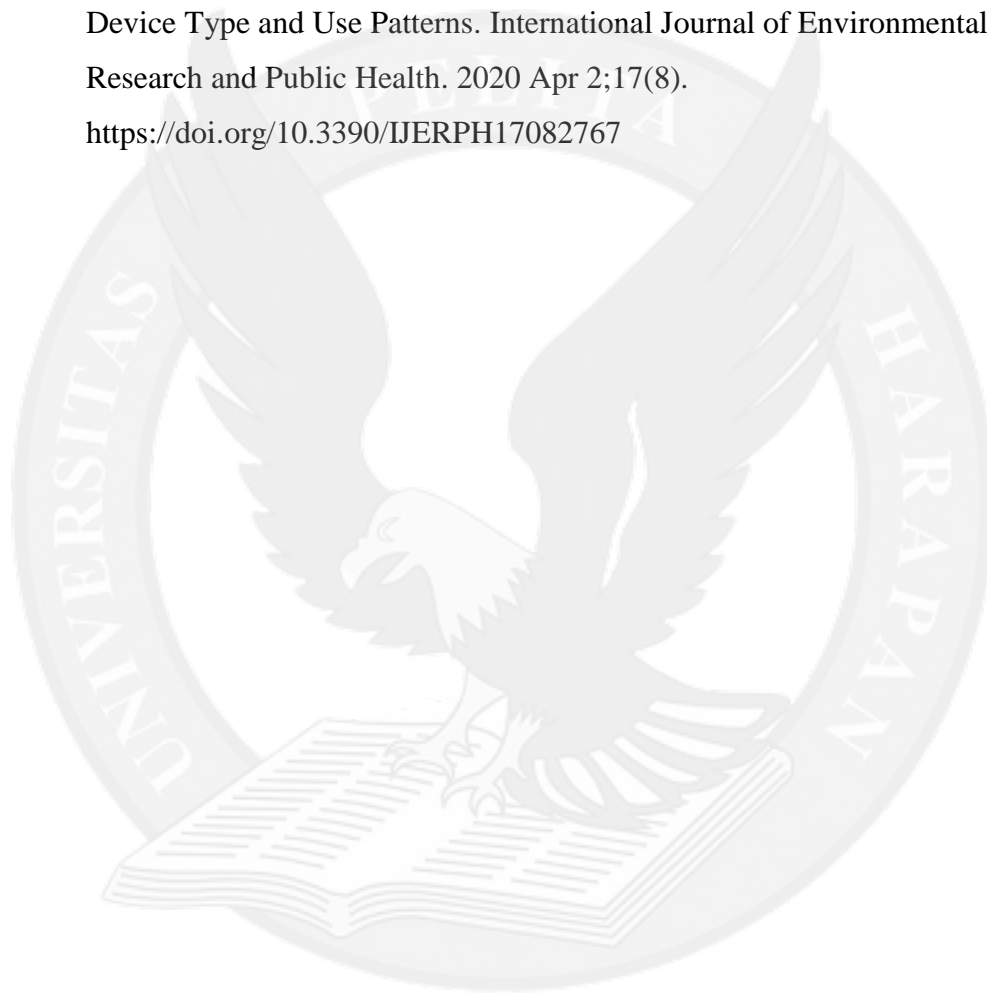 Device Type and Use Patterns. International Journal of Environmental
Research and Public Health. 2020 Apr 2;17(8).
https://doi.org/10.3390/IJERPH17082767
UNIVERSITAS PELITA HARAPAN